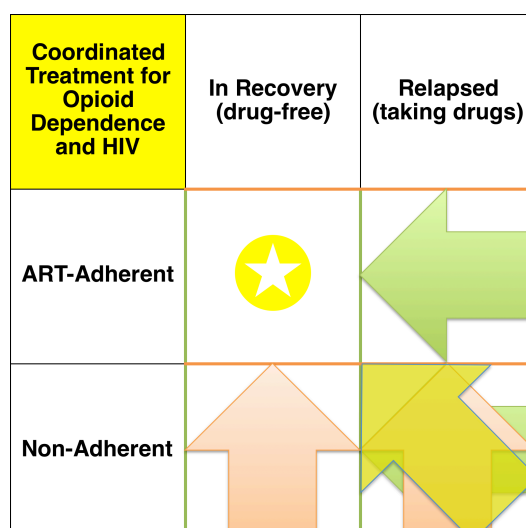 Coordinated
Treatment for
Opioid
Dependence
and HIV
In Recovery
(drug-free)
Relapsed
(taking drugs)
ART-Adherent
Non-Adherent